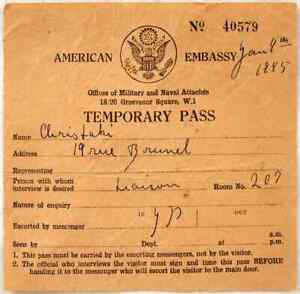 Nº 40579
AMERICAN EMBASSY
Jan 8th
1945
Offices of Military and Naval Attachés
18/20 Grosvenor Square, W.1
TEMPORARY PASS
Name Christaki
Address 19 rue Brunel
Representing
Person with whom
interview is desired Liaison Room No. 207
Nature of enquiry
Escorted by messenger
a.m.
Seen by Dept. at p.m.
1. This pass must be carried by the escorting messenger, not by the visitor.
2. The official who interviews the visitor must sign and time this pass BEFORE
handing it to the messenger who will escort the visitor to the main door.